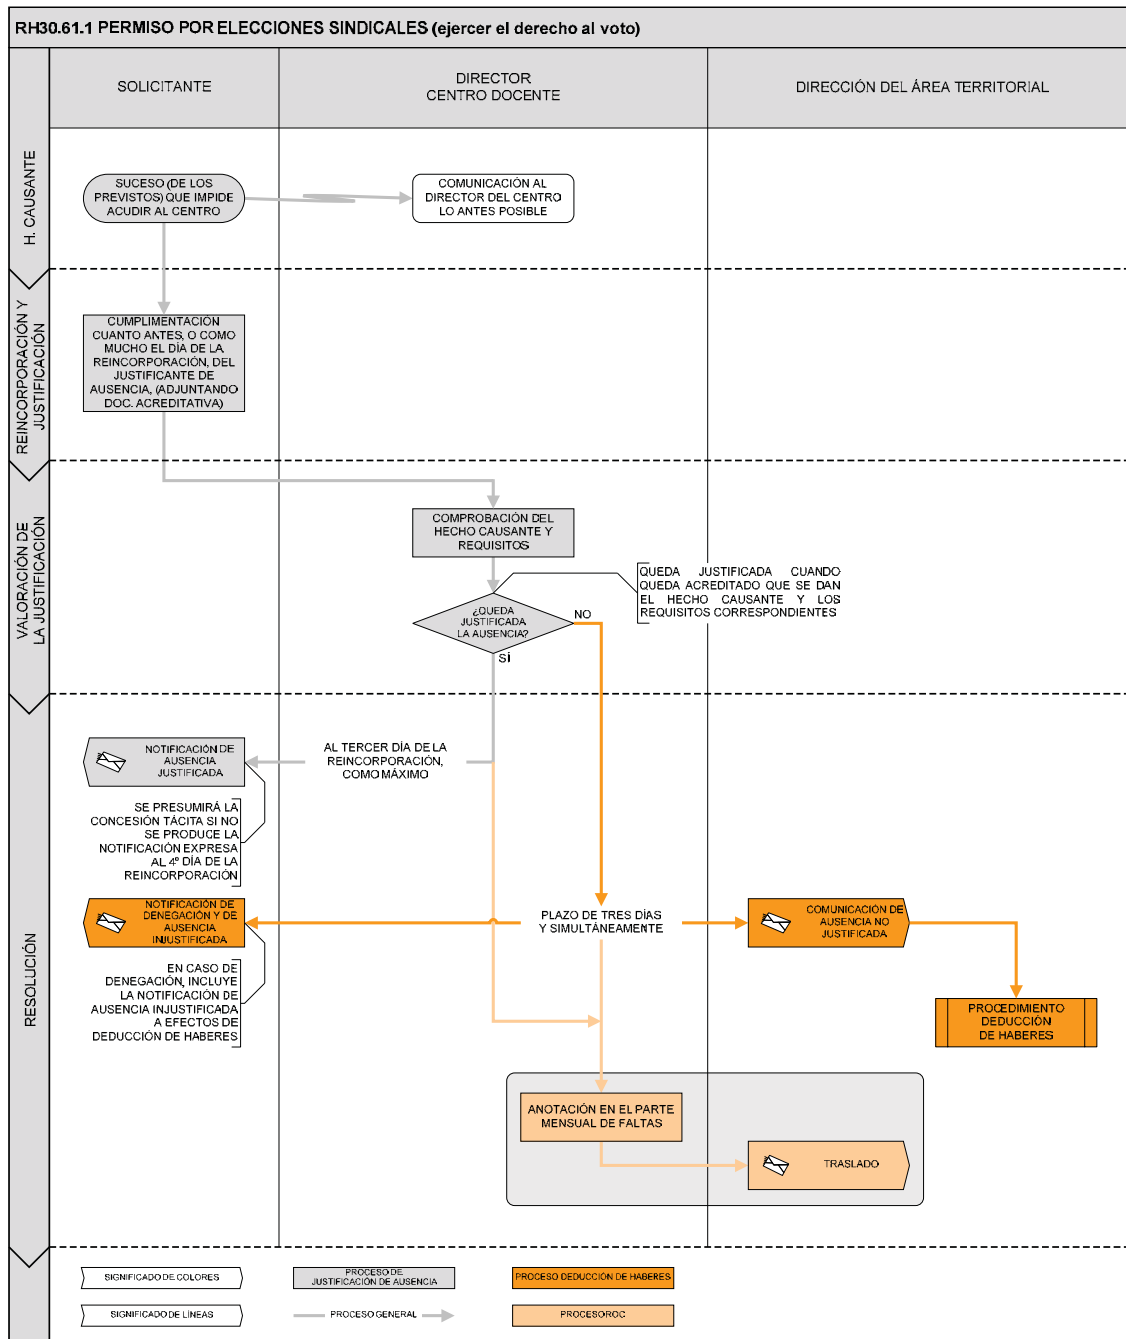 RH30.61.1 PERMISO POR ELECCIONES SINDICALES (ejercer el derecho al voto)
SOLICITANTE
DIRECTOR
CENTRO DOCENTE
DIRECCIÓN DEL ÁREA TERRITORIAL
H. CAUSANTE
SUCESO (DE LOS
PREVISTOS) QUE IMPIDE
ACUDIR AL CENTRO
COMUNICACIÓN AL
DIRECTOR DEL CENTRO
LO ANTES POSIBLE
REINCORPORACIÓN Y
JUSTIFICACIÓN
CUMPLIMENTACIÓN
CUANTO ANTES, O COMO
MUCHO EL DÍA DE LA
REINCORPORACIÓN, DEL
JUSTIFICANTE DE
AUSENCIA, (ADJUNTANDO
DOC. ACREDITATIVA)
VALORACIÓN DE
LA JUSTIFICACIÓN
COMPROBACIÓN DEL
HECHO CAUSANTE Y
REQUISITOS
QUEDA JUSTIFICADA CUANDO
QUEDA ACREDITADO QUE SE DAN
EL HECHO CAUSANTE Y LOS
REQUISITOS CORRESPONDIENTES
¿QUEDA
JUSTIFICADA
LA AUSENCIA?
NO
SÍ
RESOLUCIÓN
NOTIFICACIÓN DE
AUSENCIA
JUSTIFICADA
AL TERCER DÍA DE LA
REINCORPORACIÓN,
COMO MÁXIMO
SE PRESUMIRÁ LA
CONCESIÓN TÁCITA SI NO
SE PRODUCE LA
NOTIFICACIÓN EXPRESA
AL 4º DÍA DE LA
REINCORPORACIÓN
NOTIFICACIÓN DE
DENEGACIÓN Y DE
AUSENCIA
INJUSTIFICADA
PLAZO DE TRES DÍAS
Y SIMULTÁNEAMENTE
COMUNICACIÓN DE
AUSENCIA NO
JUSTIFICADA
EN CASO DE
DENEGACIÓN, INCLUYE
LA NOTIFICACIÓN DE
AUSENCIA INJUSTIFICADA
A EFECTOS DE
DEDUCCIÓN DE HABERES
PROCEDIMIENTO
DEDUCCIÓN
DE HABERES
ANOTACIÓN EN EL PARTE
MENSUAL DE FALTAS
TRASLADO
SIGNIFICADO DE COLORES
PROCESO DE
JUSTIFICACIÓN DE AUSENCIA
PROCESO DEDUCCIÓN DE HABERES
SIGNIFICADO DE LÍNEAS
PROCESO GENERAL
PROCESO ROC